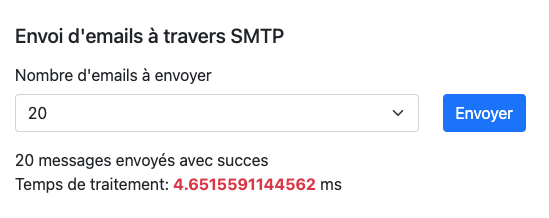 Envoi d'emails à travers SMTP
Nombre d'emails à envoyer
20
Envoyer
20 messages envoyés avec succes
Temps de traitement: 4.6515591144562 ms